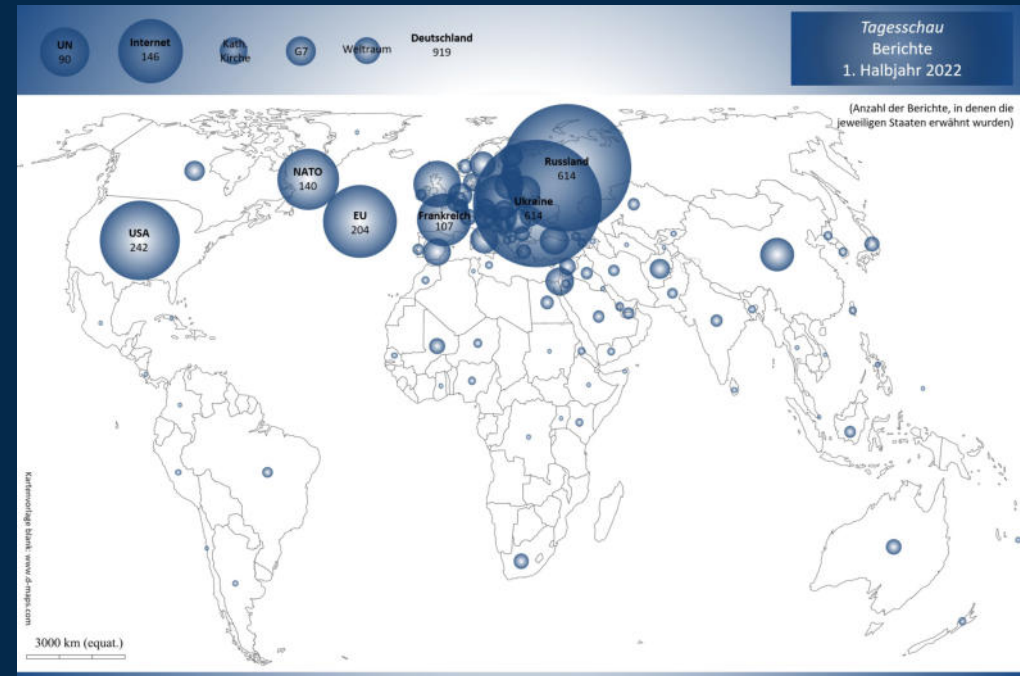 UN
90
Internet
146
Kath.
Kirche
G7
Weltraum
Deutschland
919
Tagesschau
Berichte
1. Halbjahr 2022
(Anzahl der Berichte, in denen die
jeweiligen Staaten erwähnt wurden)
NATO
140
Russland
614
USA
242
EU
204
Frankreich
107
Ukraine
614
Kartenvorlage blank: www.d-maps.com
3000 km (equat.)